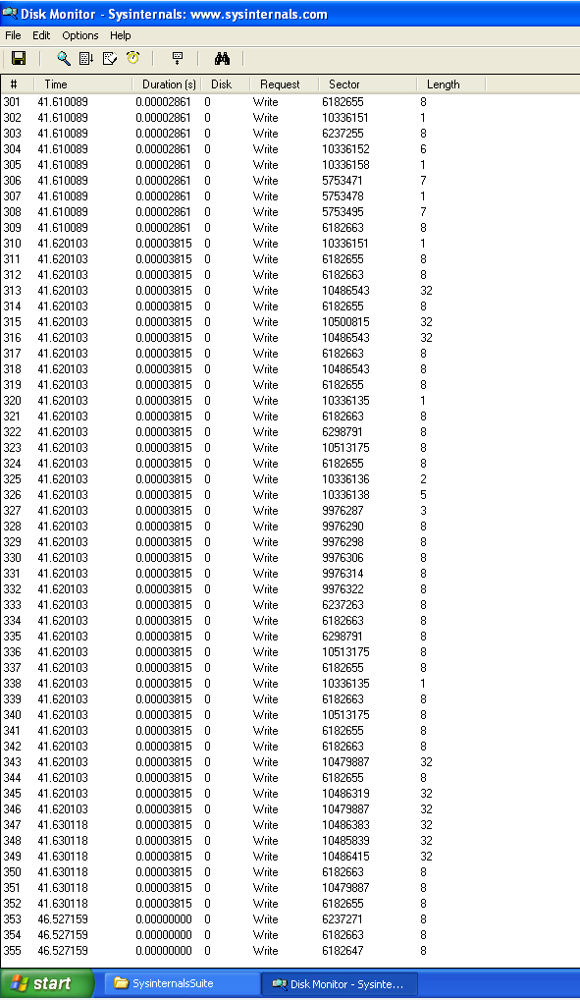 Disk Monitor - Sysinternals: www.sysinternals.com
File Edit Options Help
# Time Duration (s) Disk Request Sector Length
301 41.610089 0.00002861 0 Write 6182655 8
302 41.610089 0.00002861 0 Write 10336151 1
303 41.610089 0.00002861 0 Write 6237255 8
304 41.610089 0.00002861 0 Write 10336152 6
305 41.610089 0.00002861 0 Write 10336158 1
306 41.610089 0.00002861 0 Write 5753471 7
307 41.610089 0.00002861 0 Write 5753478 1
308 41.610089 0.00002861 0 Write 5753495 7
309 41.610089 0.00002861 0 Write 6182663 8
310 41.620103 0.00003815 0 Write 10336151 1
311 41.620103 0.00003815 0 Write 6182655 8
312 41.620103 0.00003815 0 Write 6182663 8
313 41.620103 0.00003815 0 Write 10486543 32
314 41.620103 0.00003815 0 Write 6182655 8
315 41.620103 0.00003815 0 Write 10500815 32
316 41.620103 0.00003815 0 Write 10486543 32
317 41.620103 0.00003815 0 Write 6182663 8
318 41.620103 0.00003815 0 Write 10486543 8
319 41.620103 0.00003815 0 Write 6182655 8
320 41.620103 0.00003815 0 Write 10336135 1
321 41.620103 0.00003815 0 Write 6182663 8
322 41.620103 0.00003815 0 Write 6298791 8
323 41.620103 0.00003815 0 Write 10513175 8
324 41.620103 0.00003815 0 Write 6182655 8
325 41.620103 0.00003815 0 Write 10336136 2
326 41.620103 0.00003815 0 Write 10336138 5
327 41.620103 0.00003815 0 Write 9976287 3
328 41.620103 0.00003815 0 Write 9976290 8
329 41.620103 0.00003815 0 Write 9976298 8
330 41.620103 0.00003815 0 Write 9976306 8
331 41.620103 0.00003815 0 Write 9976314 8
332 41.620103 0.00003815 0 Write 9976322 8
333 41.620103 0.00003815 0 Write 6237263 8
334 41.620103 0.00003815 0 Write 6182663 8
335 41.620103 0.00003815 0 Write 6298791 8
336 41.620103 0.00003815 0 Write 10513175 8
337 41.620103 0.00003815 0 Write 6182655 8
338 41.620103 0.00003815 0 Write 10336135 1
339 41.620103 0.00003815 0 Write 6182663 8
340 41.620103 0.00003815 0 Write 10513175 8
341 41.620103 0.00003815 0 Write 6182655 8
342 41.620103 0.00003815 0 Write 6182663 8
343 41.620103 0.00003815 0 Write 10479887 32
344 41.620103 0.00003815 0 Write 6182655 8
345 41.620103 0.00003815 0 Write 10486319 32
346 41.620103 0.00003815 0 Write 10479887 32
347 41.630118 0.00003815 0 Write 10486383 32
348 41.630118 0.00003815 0 Write 10485839 32
349 41.630118 0.00003815 0 Write 10486415 32
350 41.630118 0.00003815 0 Write 6182663 8
351 41.630118 0.00003815 0 Write 10479887 8
352 41.630118 0.00003815 0 Write 6182655 8
353 46.527159 0.00000000 0 Write 6237271 8
354 46.527159 0.00000000 0 Write 6182663 8
355 46.527159 0.00000000 0 Write 6182647 8
start SysinternalsSuite Disk Monitor - Sysinte...